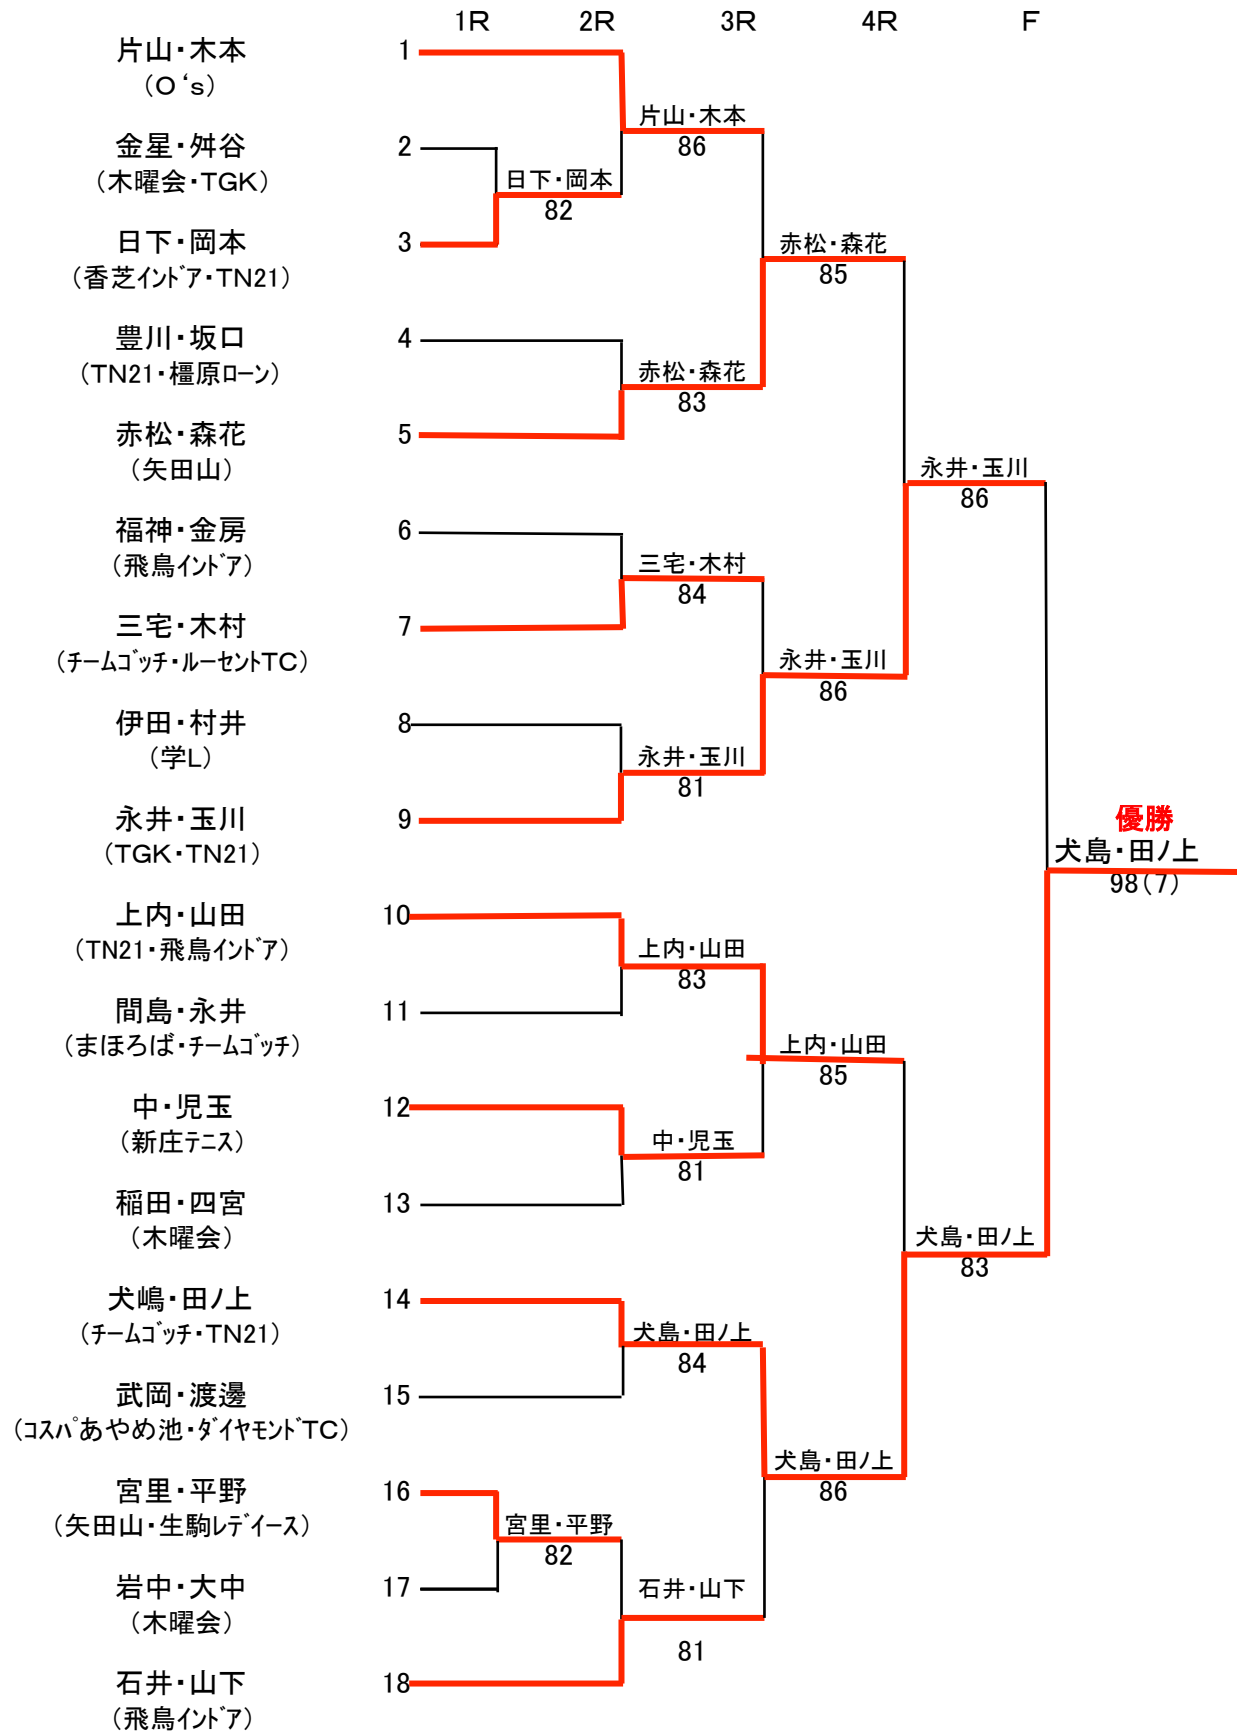 1R 2R 3R 4R F
片山・木本 1
(O‘s)
片山・木本
86
金星・舛谷 2
(木曜会・TGK)
日下・岡本
82
日下・岡本 3
(香芝インドア・TN21)
赤松・森花
85
豊川・坂口 4
(TN21・橿原ローン)
赤松・森花
83
赤松・森花 5
(矢田山)
永井・玉川
86
福神・金房 6
(飛鳥インドア)
三宅・木村
84
三宅・木村 7
(チームゴッチ・ルーセントTC)
永井・玉川
86
伊田・村井 8
(学L)
永井・玉川
81
永井・玉川 9
(TGK・TN21)
優勝
犬島・田ノ上
98(7)
上内・山田 10
(TN21・飛鳥インドア)
上内・山田
83
間島・永井 11
(まほろば・チームゴッチ)
上内・山田
85
中・児玉 12
(新庄テニス)
中・児玉
81
稲田・四宮 13
(木曜会)
犬島・田ノ上
83
犬嶋・田ノ上 14
(チームゴッチ・TN21)
犬島・田ノ上
84
武岡・渡邊 15
(コスパあやめ池・ダイヤモンドTC)
犬島・田ノ上
86
宮里・平野 16
(矢田山・生駒レデイース)
宮里・平野
82
岩中・大中 17
(木曜会)
石井・山下
81
石井・山下 18
(飛鳥インドア)